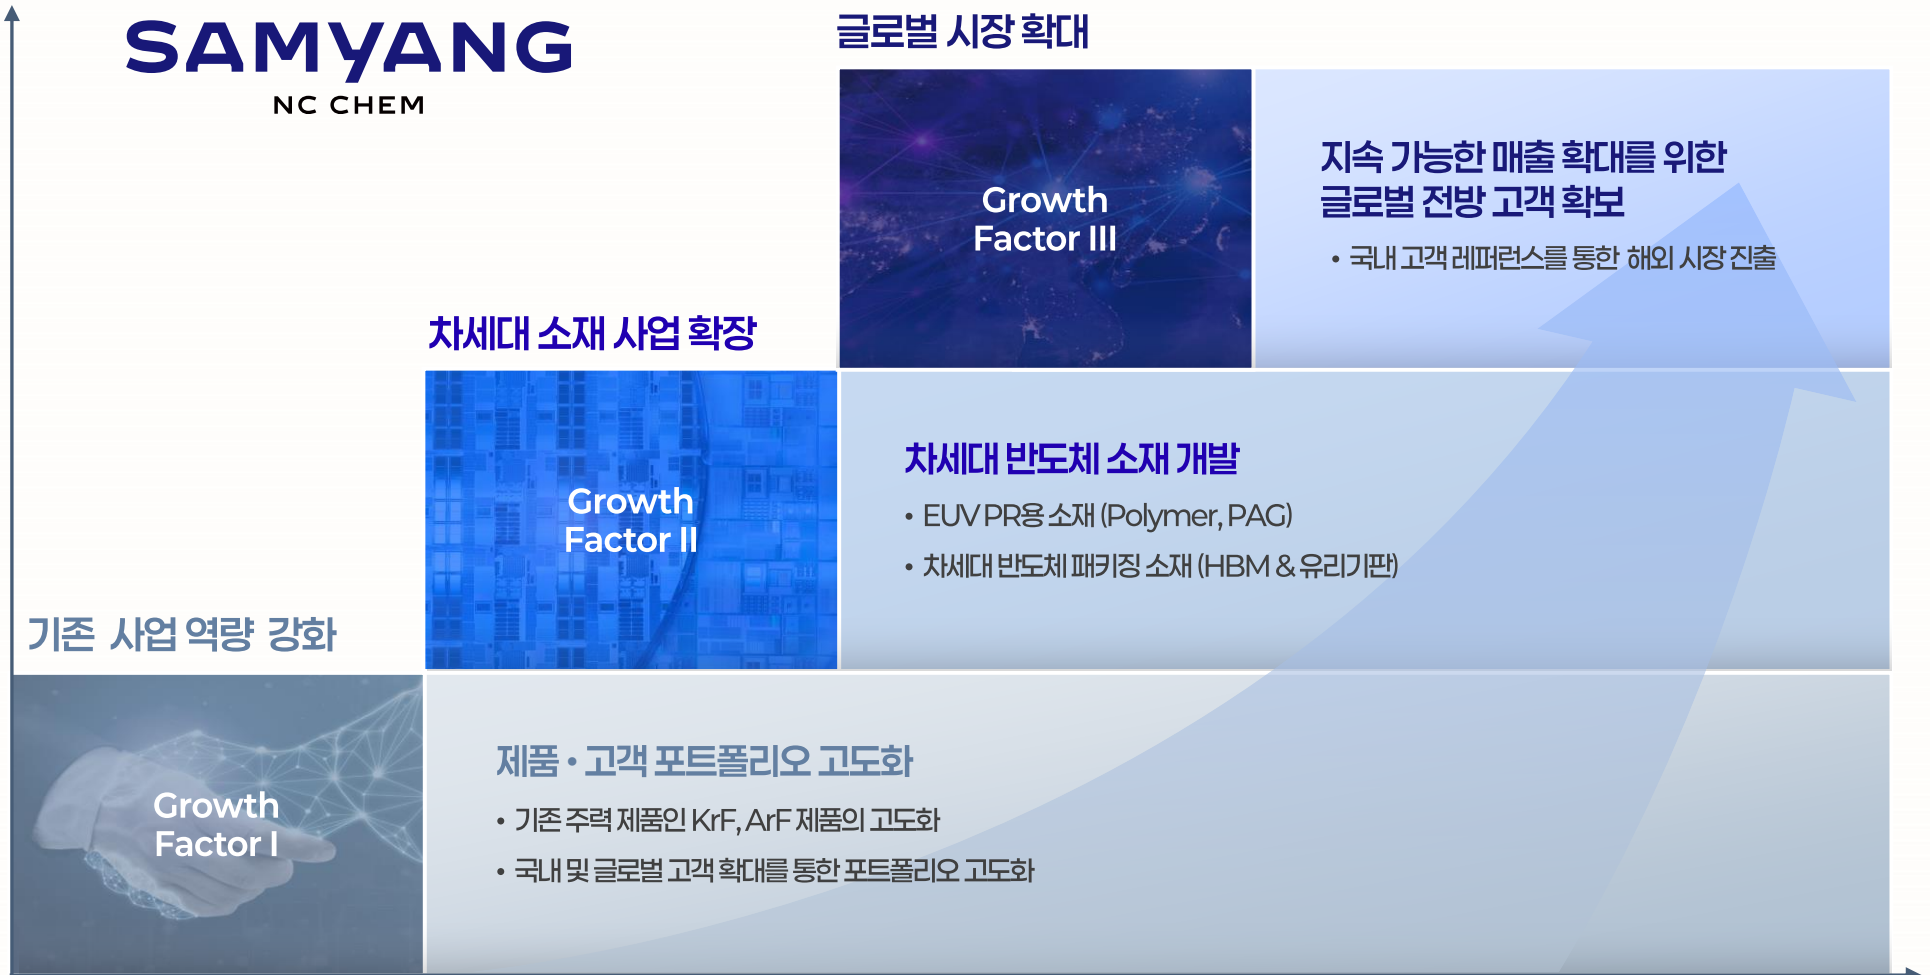 SAMYANG
NC CHEM
글로벌 시장 확대
Growth
Factor III
지속 가능한 매출 확대를 위한
글로벌 전방 고객 확보
• 국내 고객 레퍼런스를 통한 해외 시장 진출
차세대 소재 사업 확장
Growth
Factor II
차세대 반도체 소재 개발
• EUV PR용 소재 (Polymer, PAG)
• 차세대 반도체 패키징 소재 (HBM & 유리기판)
기존 사업 역량 강화
Growth
Factor I
제품 • 고객 포트폴리오 고도화
• 기존 주력 제품인 KrF, ArF 제품의 고도화
• 국내 및 글로벌 고객 확대를 통한 포트폴리오 고도화